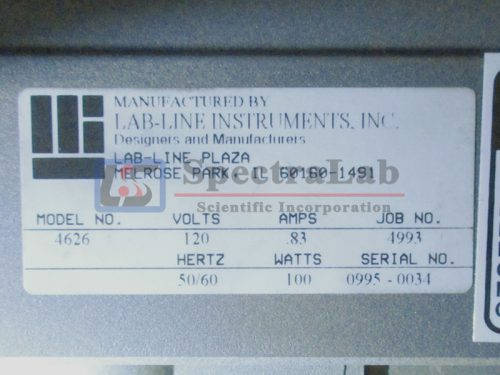 MANUFACTURED BY
LAB-LINE INSTRUMENTS, INC.
Designers and Manufacturers
LAB-LINE PLAZA
MELROSE PARK, IL 60160-1491
SpectraLab
Scientific Incorporation
MODEL NO. VOLTS AMPS JOB NO.
4626 120 .83 4993
HERTZ WATTS SERIAL NO.
50/60 100 0995 - 0034